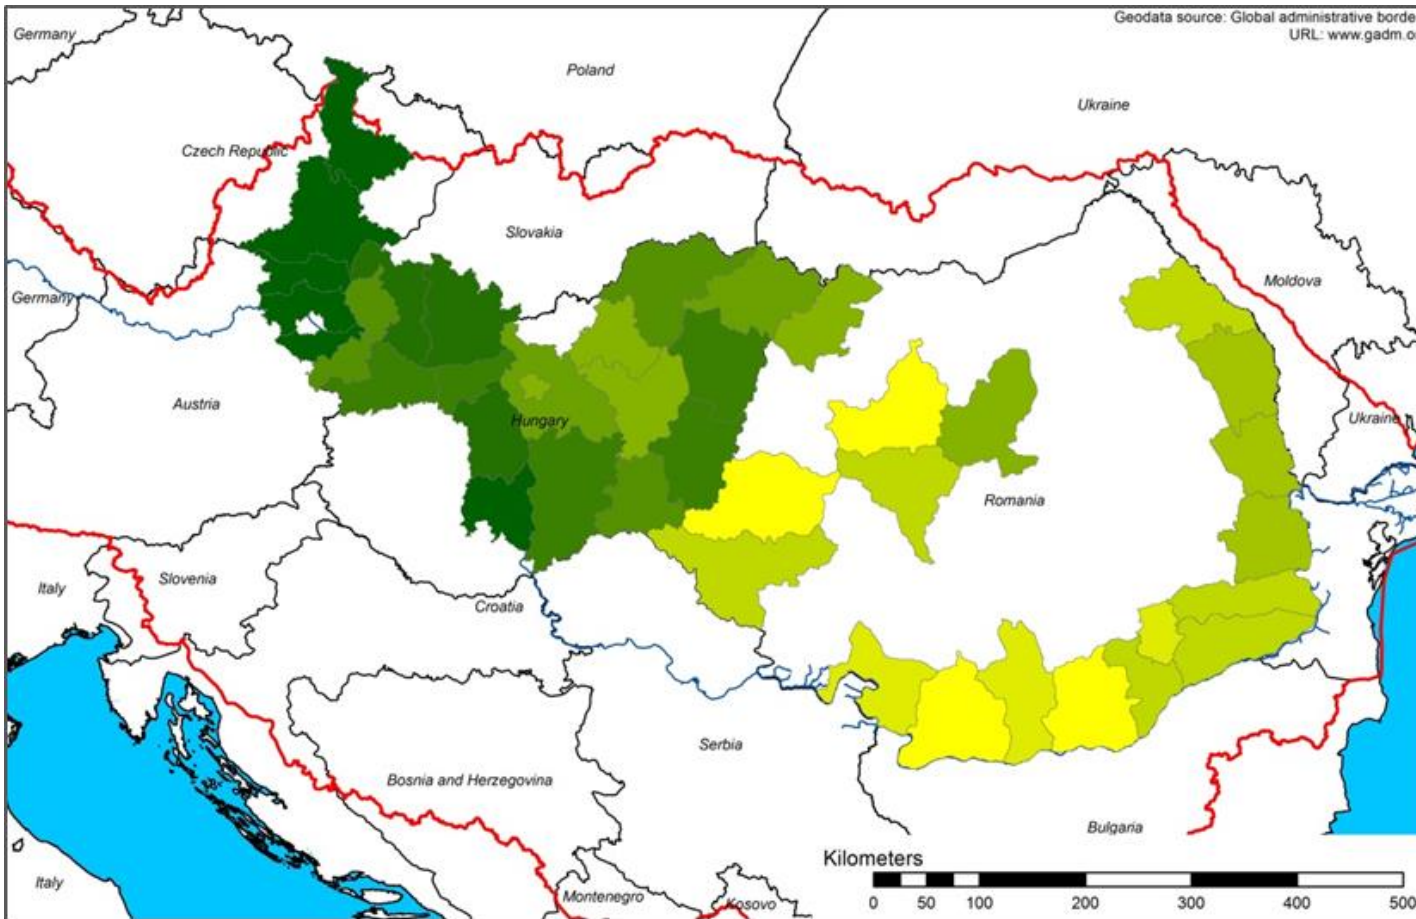 Geodata source: Global administrative borde
URL: www.gadm.o
Germany
Poland
Ukraine
Czech Republic
Slovakia
Moldova
Germany
Austria
Hungary
Ukraine
Romania
Slovenia
Italy
Croatia
Serbia
Bosnia and Herzegovina
Bulgaria
Kilometers
Italy
Montenegro
Kosovo
0 50 100 200 300 400 500